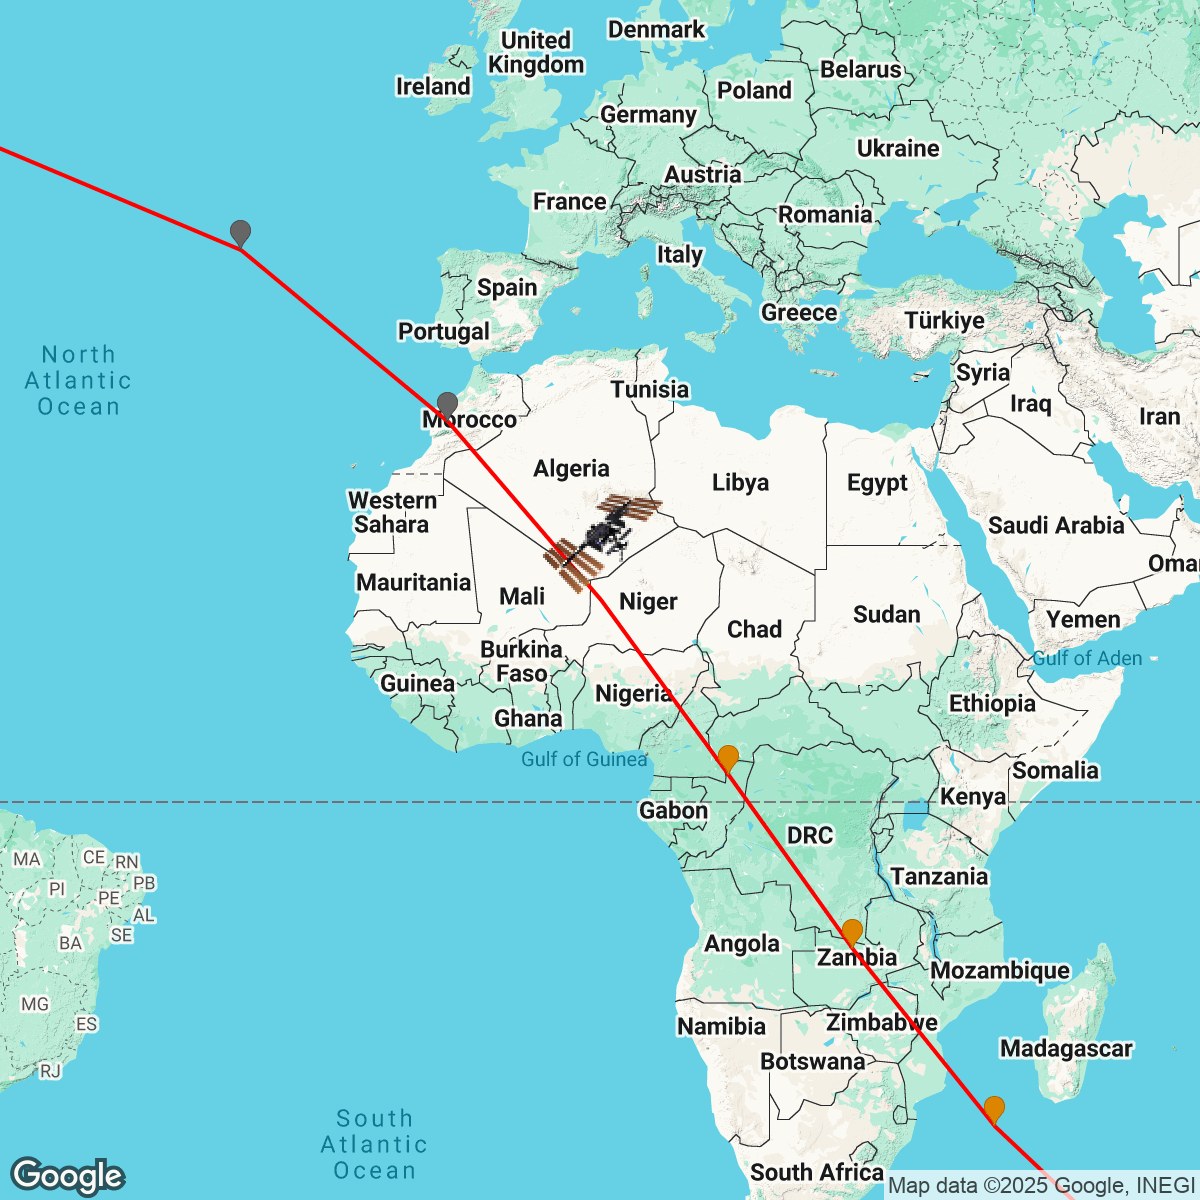 Denmark
United
Kingdom
Belarus
Ireland
Poland
Germany
Ukraine
Austria
France
Romania
Italy
Spain
Greece
Türkiye
Portugal
North
Atlantic
Ocean
Syria
Tunisia
Iraq
Iran
Morocco
Algeria
Libya
Egypt
Western
Sahara
Saudi Arabia
Oman
Mauritania
Mali
Niger
Sudan
Yemen
Chad
Burkina
Faso
Gulf of Aden
Guinea
Nigeria
Ethiopia
Ghana
Gulf of Guinea
Somalia
Kenya
Gabon
DRC
MA
CE
RN
PI
PB
PE
AL
Tanzania
SE
BA
Angola
Zambia
Mozambique
MG
ES
Namibia
Zimbabwe
Madagascar
Botswana
RJ
South
Atlantic
Ocean
South Africa
Google
Map data ©2025 Google, INEGI